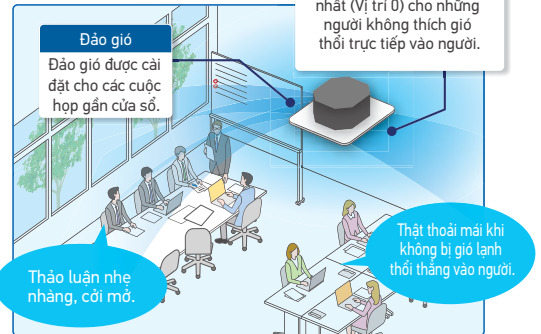 nhất (Vị trí 0) cho những
người không thích gió
thổi trực tiếp vào người.
Đảo gió
Đảo gió được cài
đặt cho các cuộc
họp gần cửa sổ.
Thật thoải mái khi
không bị gió lạnh
thổi thẳng vào người.
Thảo luận nhẹ
nhàng, cởi mở.